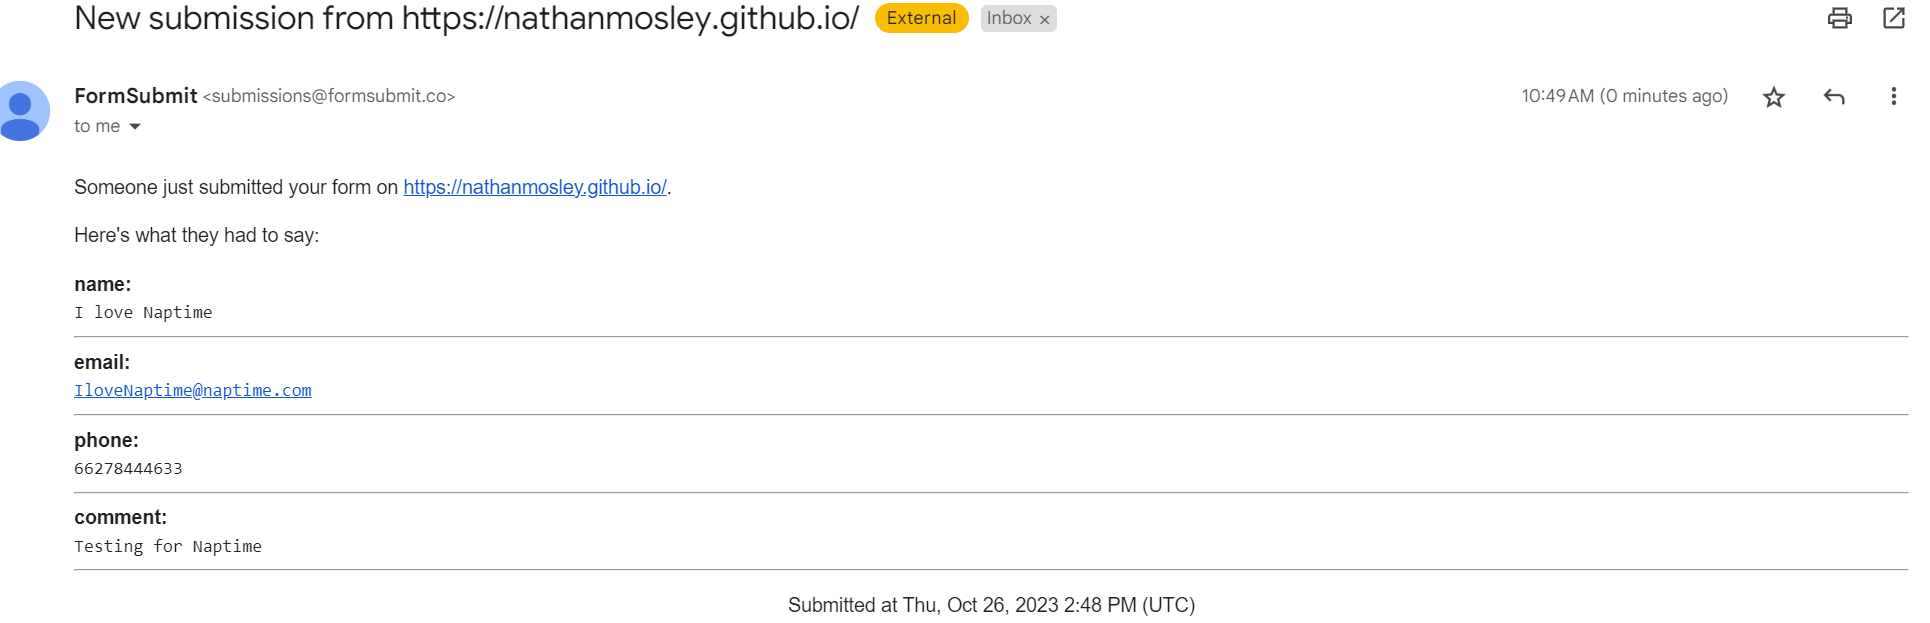 New submission from https://nathanmosley.github.io/ External Inbox ×
FormSubmit <submissions@formsubmit.co> 10:49 AM (0 minutes ago)
to me
Someone just submitted your form on https://nathanmosley.github.io/.
Here's what they had to say:
name:
I love Naptime
email:
IloveNaptime@naptime.com
phone:
66278444633
comment:
Testing for Naptime
Submitted at Thu, Oct 26, 2023 2:48 PM (UTC)